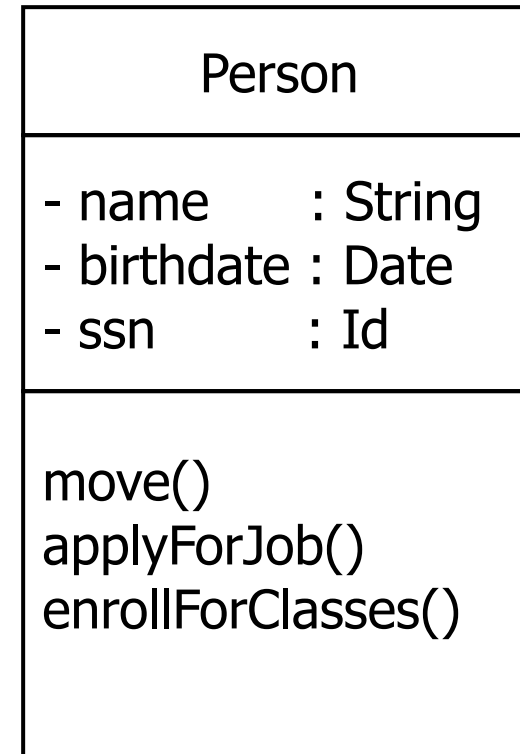 Person
- name : String
- birthdate : Date
- ssn : Id
move()
applyForJob()
enrollForClasses()